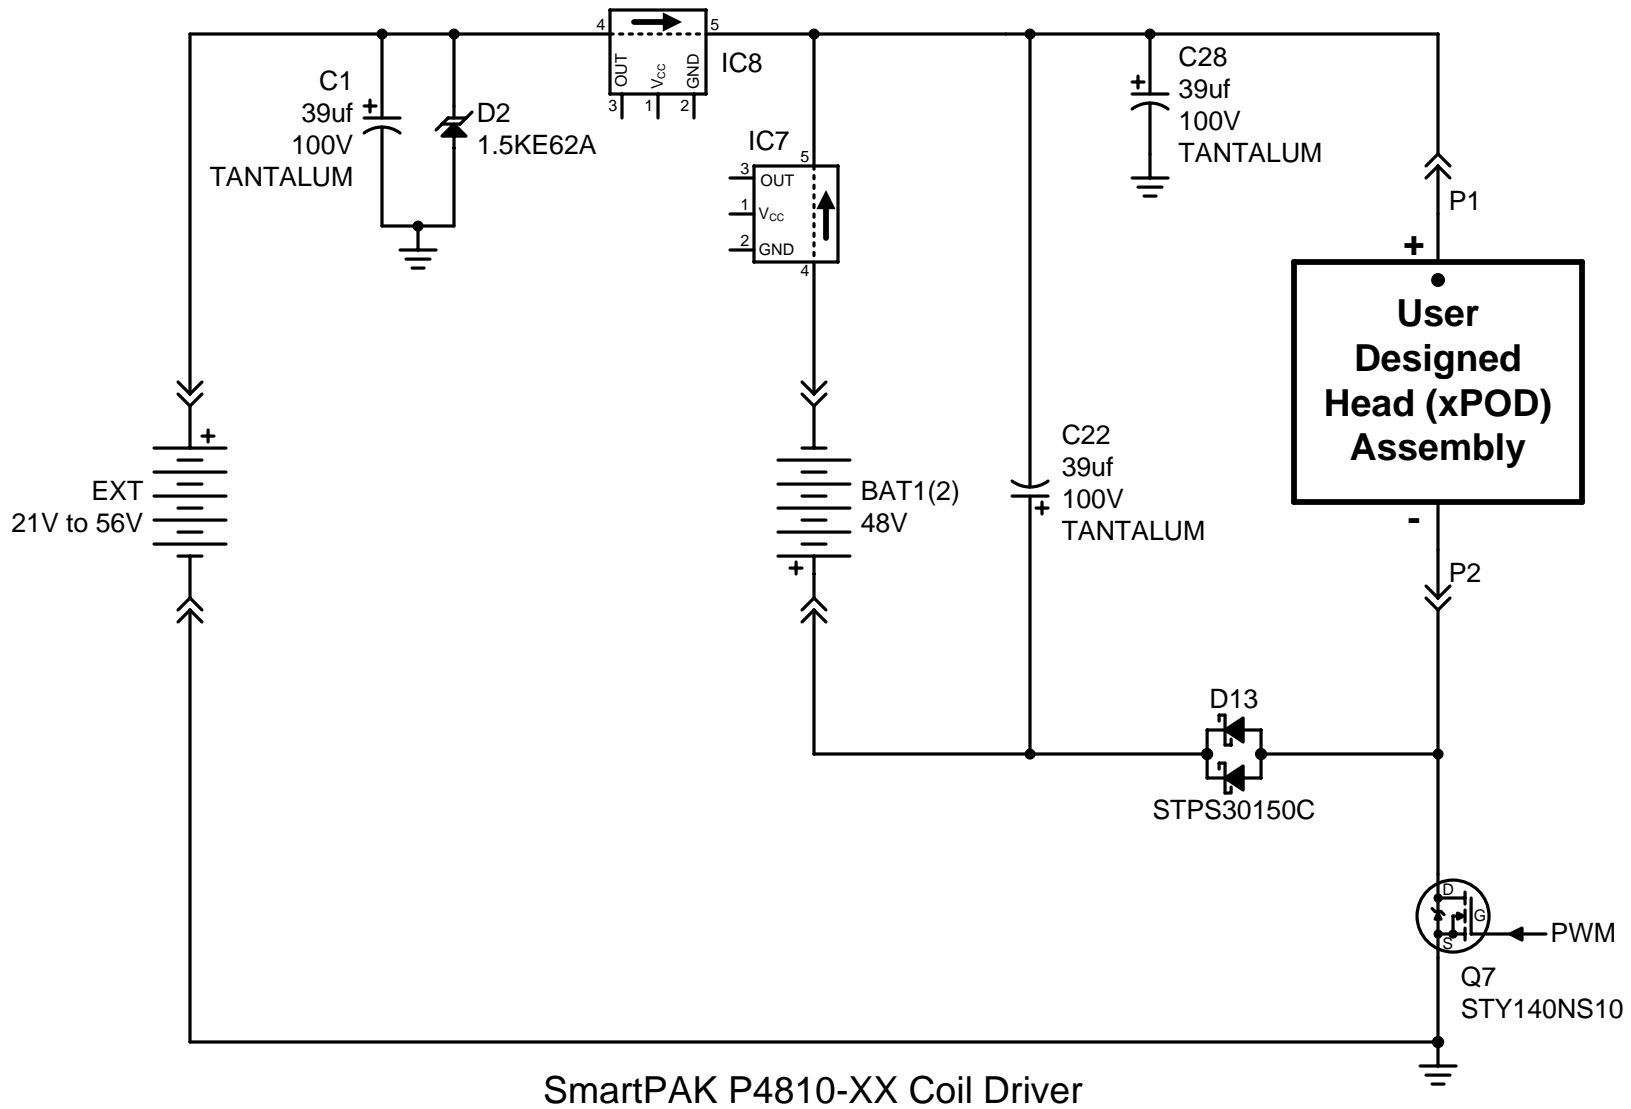 4
5
OUT
VCC
GND
3
1
2
IC8
C1
39uf
100V
TANTALUM
+
D2
1.5KE62A
IC7
5
3
OUT
1
VCC
2
GND
4
+
C28
39uf
100V
TANTALUM
P1
+
User
Designed
Head (xPOD)
Assembly
-
P2
+
EXT
21V to 56V
BAT1(2)
48V
+
C22
39uf
100V
TANTALUM
+
D13
STPS30150C
D
G
S
PWM
Q7
STY140NS10
SmartPAK P4810-XX Coil Driver